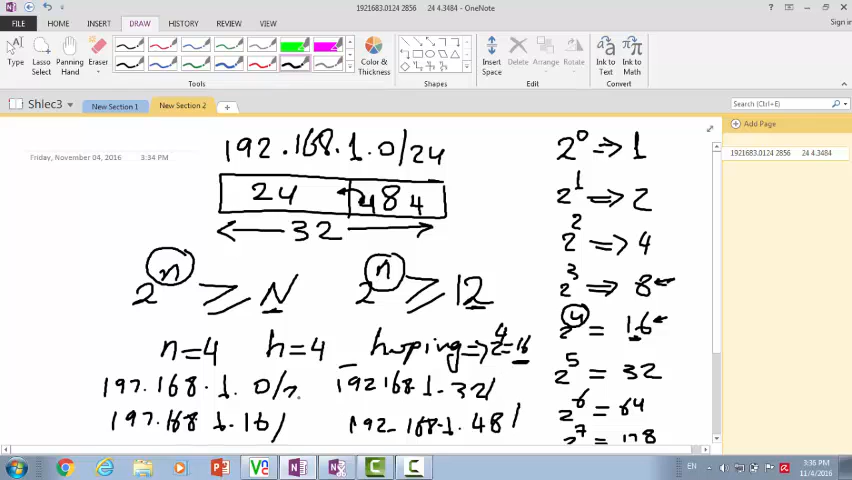 1921683.0124 2856    24 4.3484 - OneNote
FILE HOME INSERT DRAW HISTORY REVIEW VIEW
Sign in
Type Lasso Select Panning Hand Eraser Color & Thickness Insert Space Delete Arrange Rotate Ink to Text Ink to Math
Tools Shapes Edit Convert
Shlec3 New Section 1 New Section 2 +
Search (Ctrl+E)
Add Page
1921683.0124 2856    24 4.3484
Friday, November 04, 2016 3:34 PM
192.168.1.0/24
24 4 8 4
32
2^n ⩾ N 2^n ⩾ 12
n=4 h=4 hoping => 2^4=16
197.168.1.0/ 192 168.1.32/
197.168 1.16/ 192-168.1.48/
2^0 => 1
2^1 => 2
2^2 => 4
2^3 => 8
2^4 = 16
2^5 = 32
2^6 = 64
2^7 = 128
EN
3:36 PM
11/4/2016